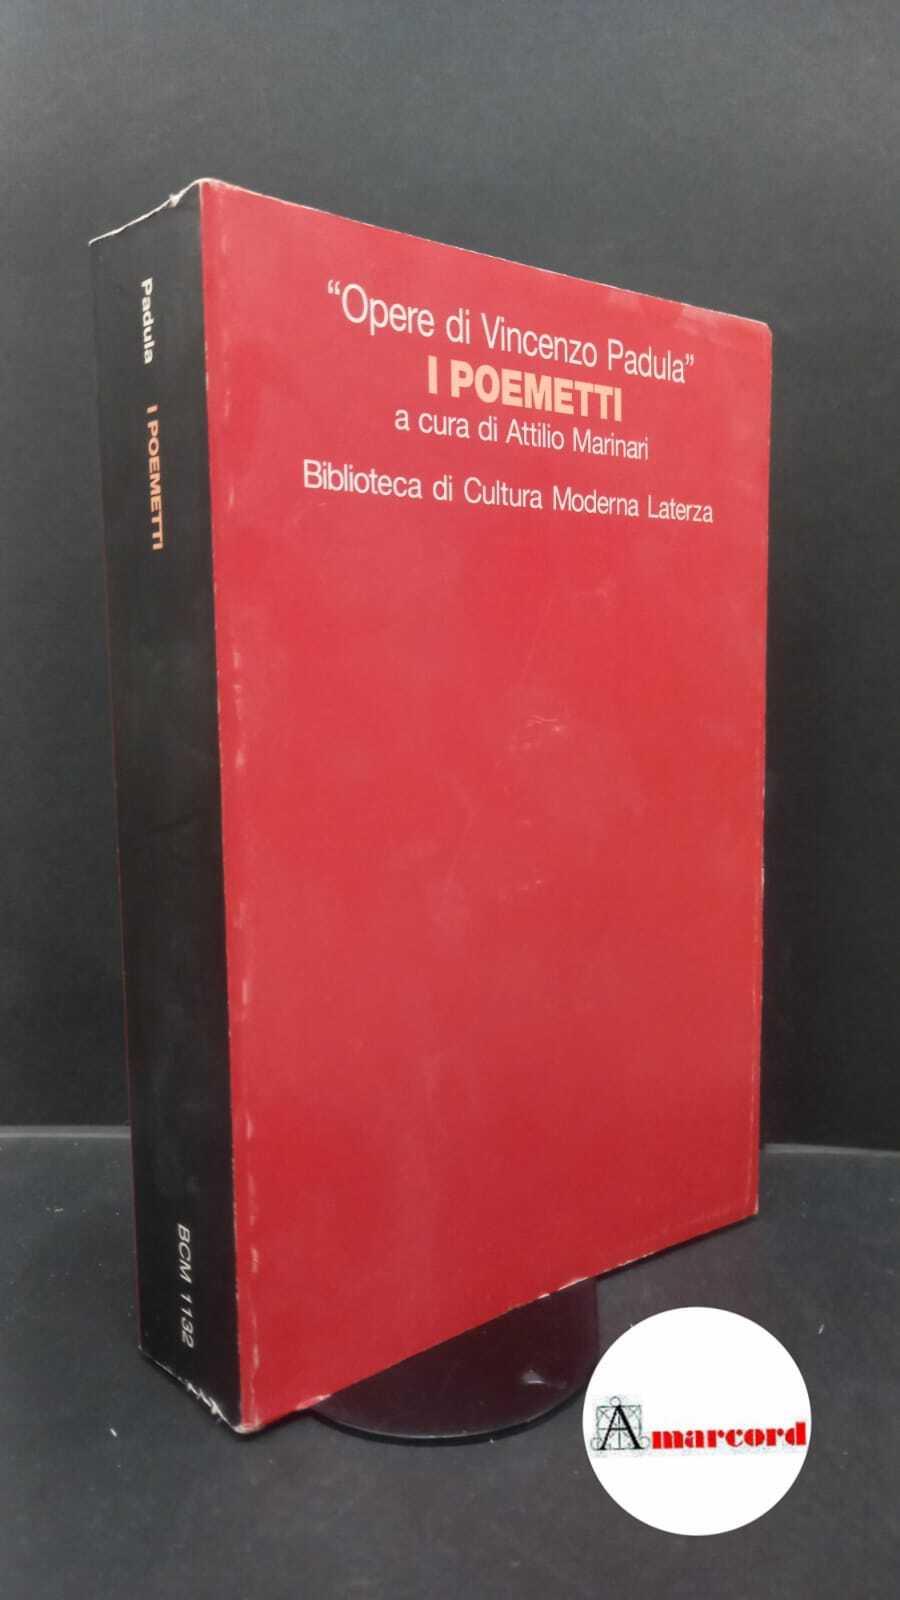 "Opere di Vincenzo Padula"
I POEMETTI
a cura di Attilio Marinari
Biblioteca di Cultura Moderna Laterza
Padula I POEMETTI
BCM 1132
Amarcord